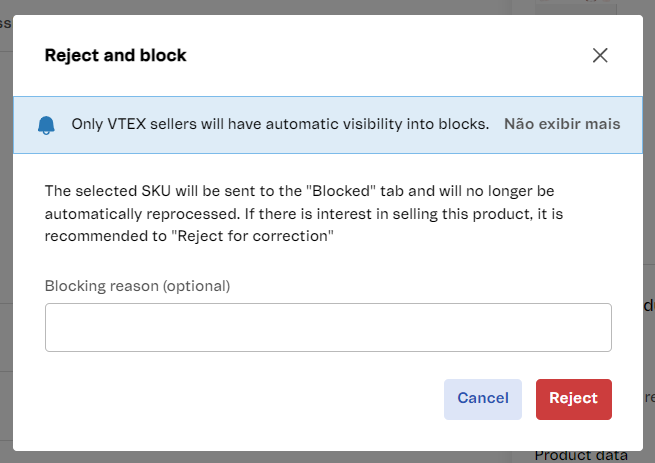 ss
Reject and block
Only VTEX sellers will have automatic visibility into blocks. Não exibir mais
The selected SKU will be sent to the "Blocked" tab and will no longer be
automatically reprocessed. If there is interest in selling this product, it is
recommended to "Reject for correction"
Blocking reason (optional)
Cancel Reject
Product data